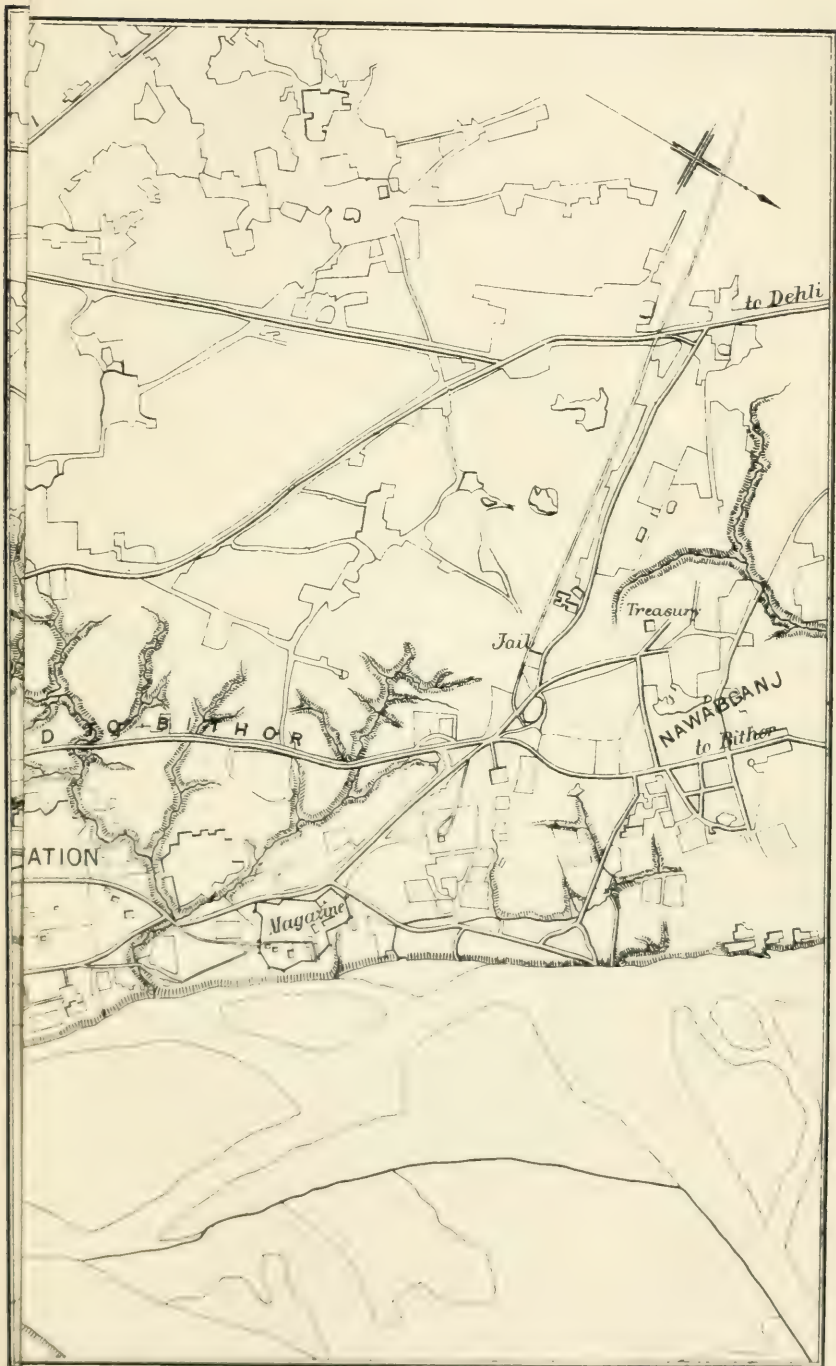 to Dehli
Treasury
Jail
NAWABGANJ
D TO BITHOR
to Bithor
ATION
Magazine